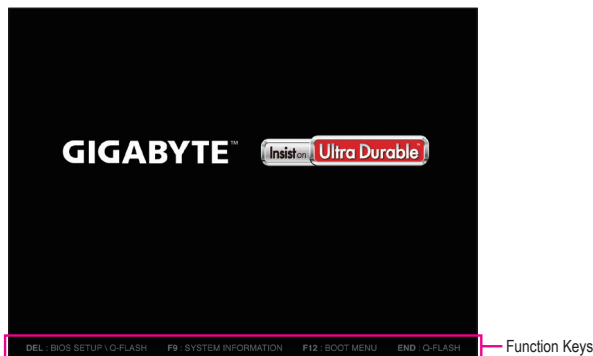 GIGABYTE™ Insist on Ultra Durable™
DEL : BIOS SETUP \ Q-FLASH F9 : SYSTEM INFORMATION F12 : BOOT MENU END : Q-FLASH
Function Keys